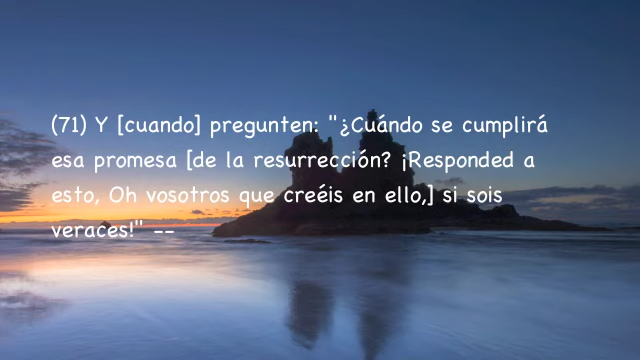 (71) Y [cuando] pregunten: "¿Cuándo se cumplirá
esa promesa [de la resurrección? ¡Responded a
esto, Oh vosotros que creéis en ello,] si sois
veraces!" --